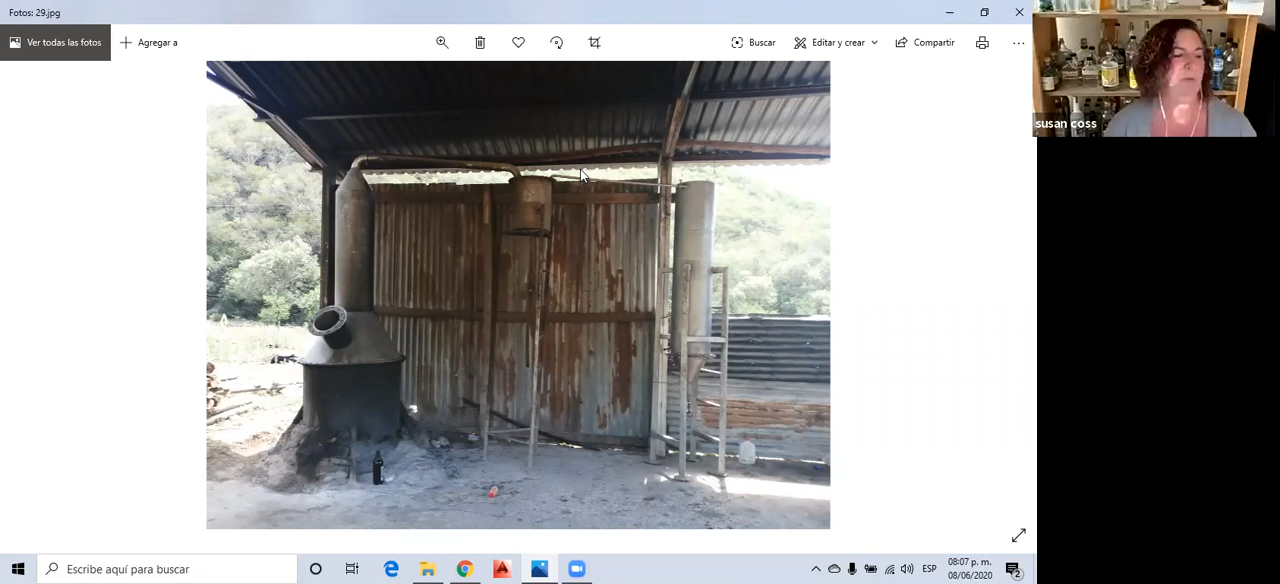 Fotos: 29.jpg
Ver todas las fotos
Agregar a
Buscar
Editar y crear
Compartir
susan coss
Escribe aquí para buscar
ESP
08:07 p. m.
08/06/2020
2